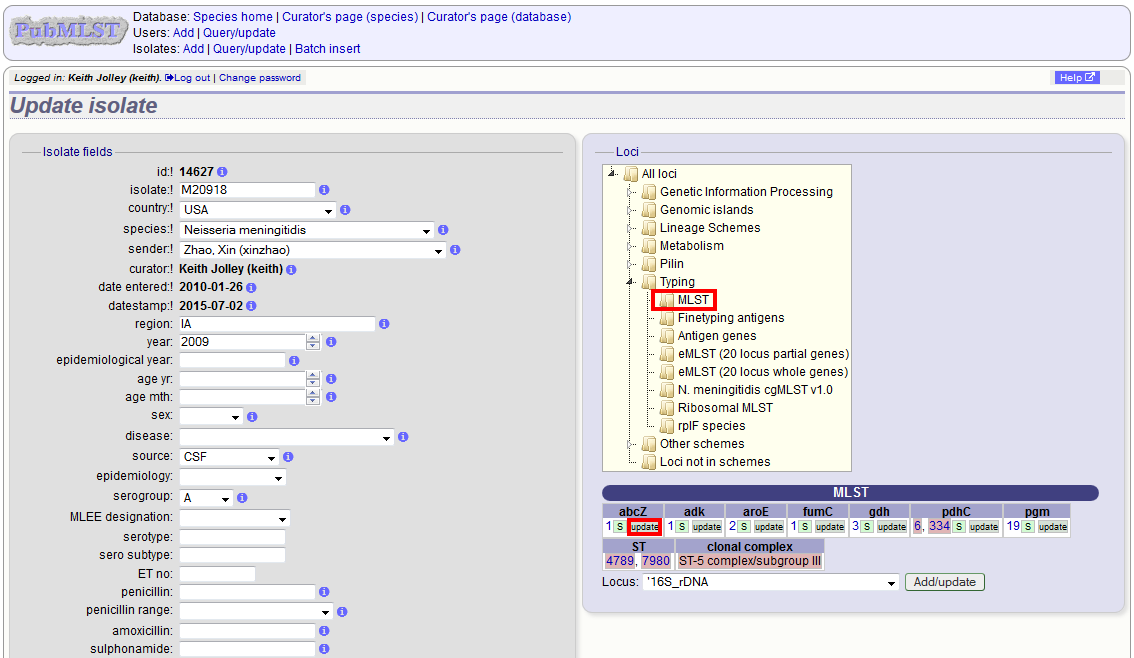 PubMLST
Database: Species home | Curator's page (species) | Curator's page (database)
Users: Add | Query/update
Isolates: Add | Query/update | Batch insert
Logged in: Keith Jolley (keith). Log out | Change password
Help
Update isolate
Isolate fields
id:! 14627
isolate:! M20918
country:! USA
species:! Neisseria meningitidis
sender:! Zhao, Xin (xinzhao)
curator:! Keith Jolley (keith)
date entered:! 2010-01-26
datestamp:! 2015-07-02
region: IA
year: 2009
epidemiological year:
age yr:
age mth:
sex:
disease:
source: CSF
epidemiology:
serogroup: A
MLEE designation:
serotype:
sero subtype:
ET no:
penicillin:
penicillin range:
amoxicillin:
sulphonamide:
Loci
All loci
Genetic Information Processing
Genomic islands
Lineage Schemes
Metabolism
Pilin
Typing
MLST
Finetyping antigens
Antigen genes
eMLST (20 locus partial genes)
eMLST (20 locus whole genes)
N. meningitidis cgMLST v1.0
Ribosomal MLST
rplF species
Other schemes
Loci not in schemes
MLST
abcZ adk aroE fumC gdh pdhC pgm
1 S update 1 S update 2 S update 1 S update 3 S update 6, 334 S update 19 S update
ST clonal complex
4789, 7980 ST-5 complex/subgroup III
Locus: '16S_rDNA Add/update